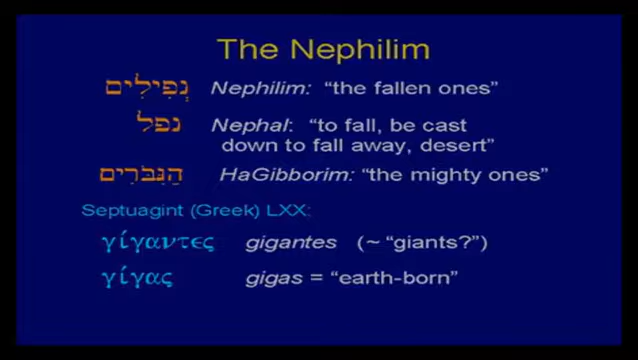 The Nephilim
נְפִילִים Nephilim: "the fallen ones"
נפל Nephal: "to fall, be cast
down to fall away, desert"
הַגִּבֹּרִים HaGibborim: "the mighty ones"
Septuagint (Greek) LXX:
γίγαντες gigantes (~ "giants?")
γίγας gigas = "earth-born"